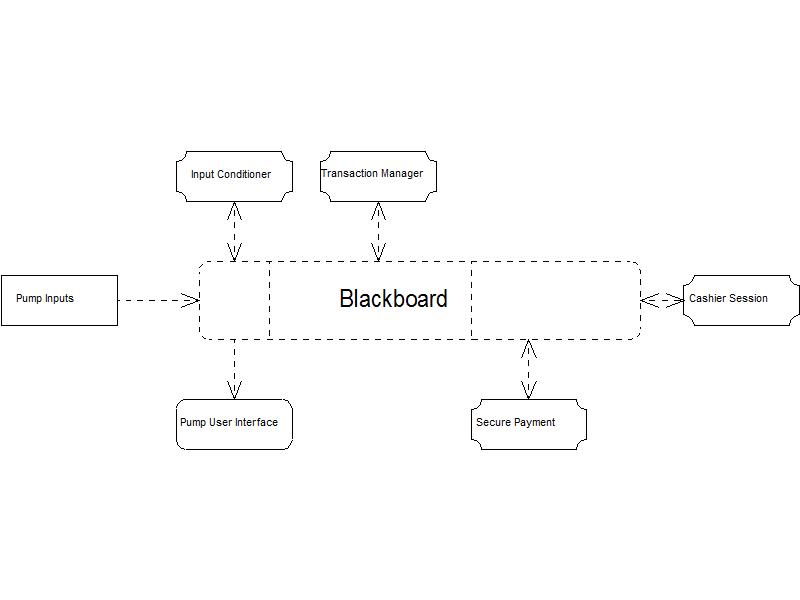 Input Conditioner
Transaction Manager
Pump Inputs
Blackboard
Cashier Session
Pump User Interface
Secure Payment